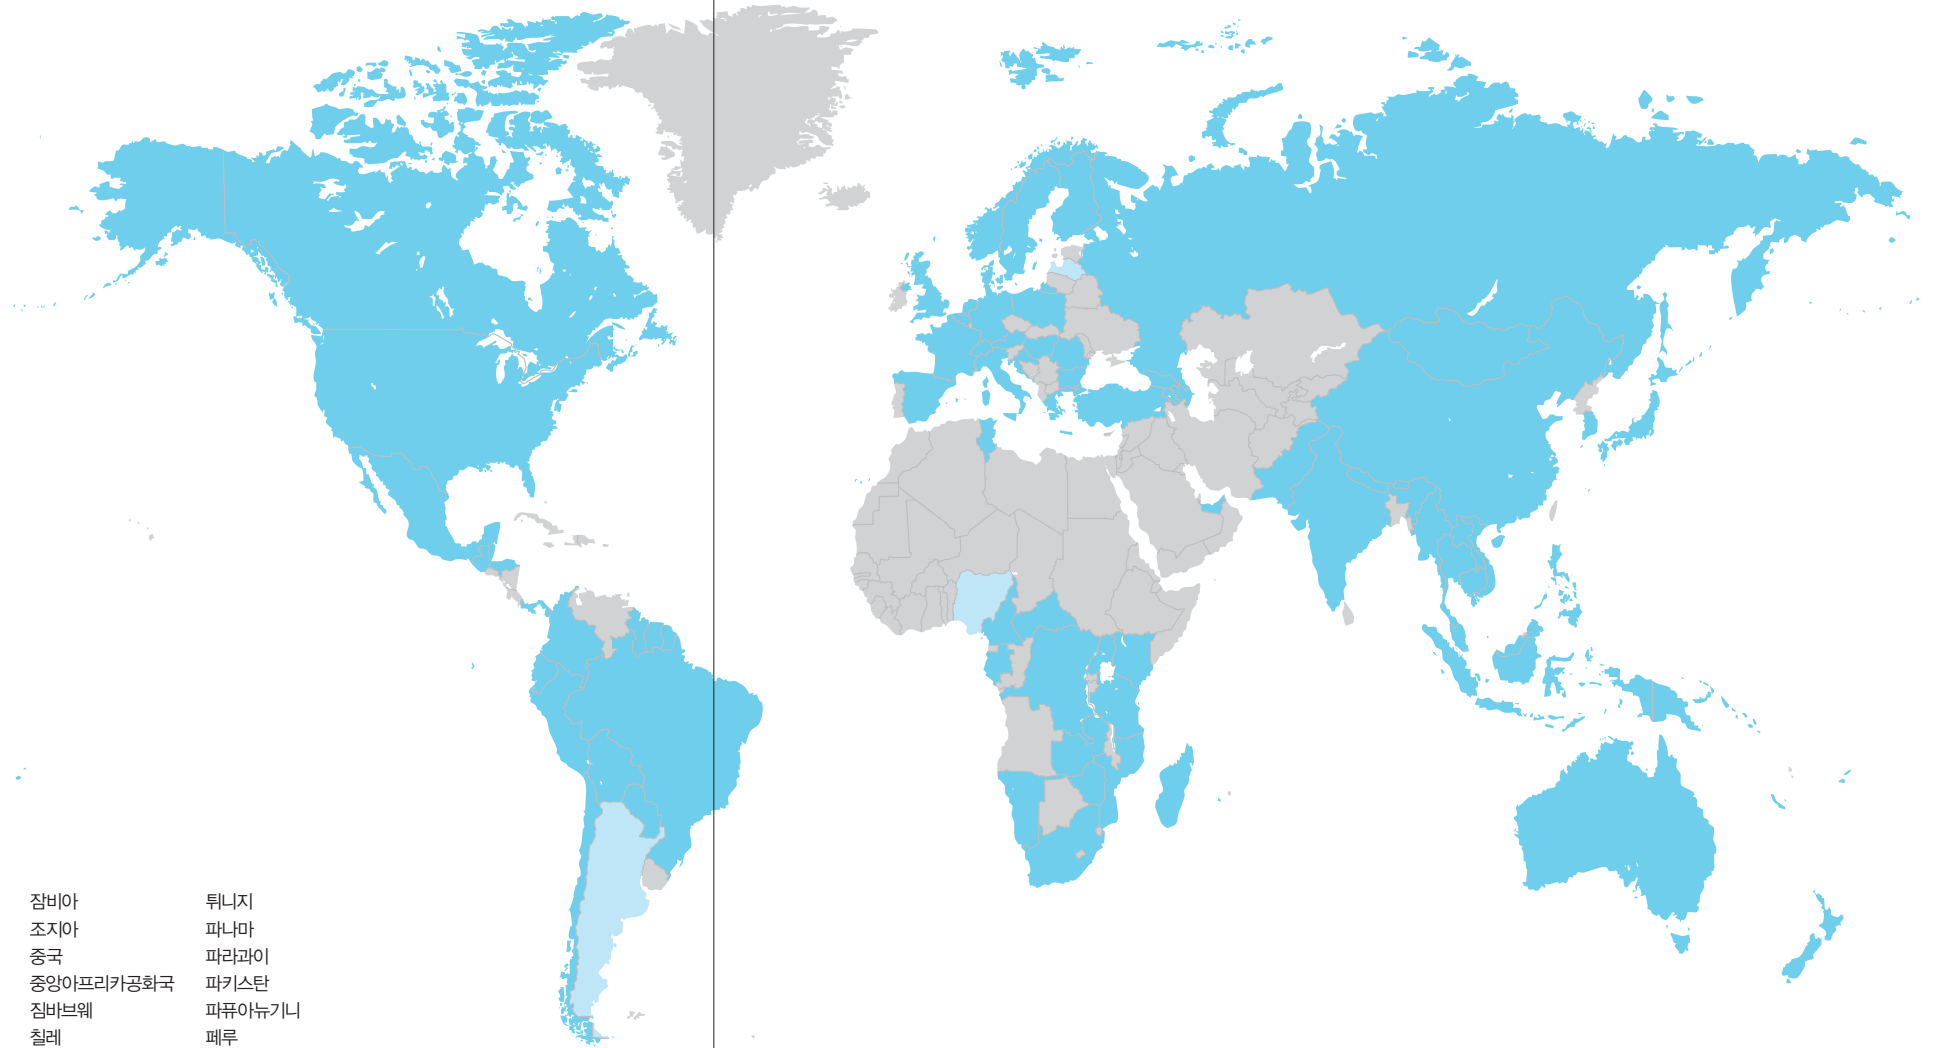 잠비아
조지아
중국
중앙아프리카공화국
짐바브웨
칠레
튀니지
파나마
파라과이
파키스탄
파퓨아뉴기니
페루